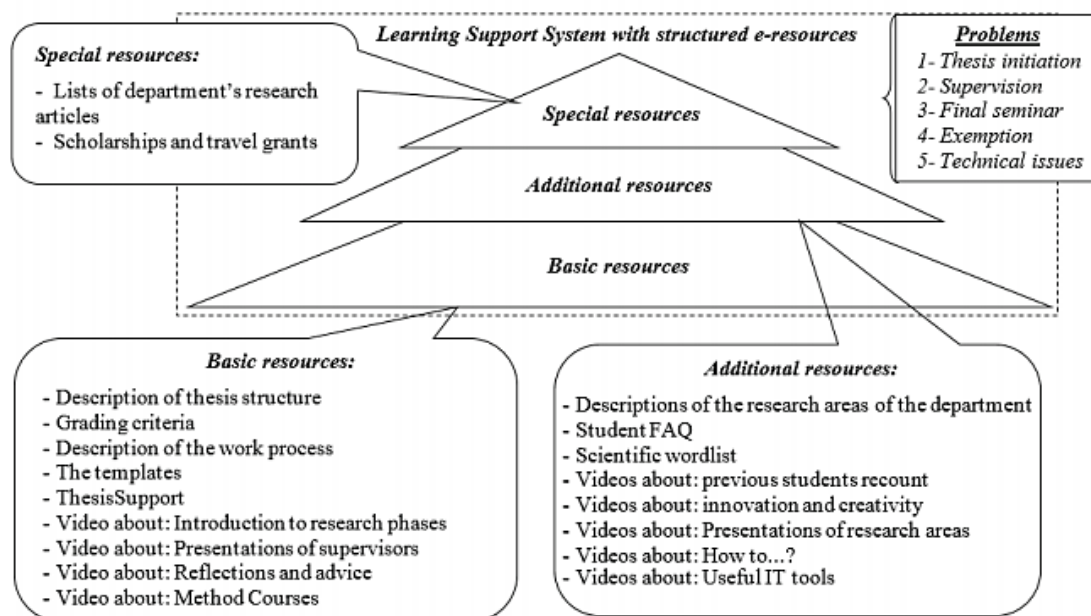 Learning Support System with structured e-resources
Special resources:
- Lists of department's research
articles
- Scholarships and travel grants
Problems
1- Thesis initiation
2- Supervision
3- Final seminar
4- Exemption
5- Technical issues
Special resources
Additional resources
Basic resources
Basic resources:
- Description of thesis structure
- Grading criteria
- Description of the work process
- The templates
- ThesisSupport
- Video about: Introduction to research phases
- Video about: Presentations of supervisors
- Video about: Reflections and advice
- Video about: Method Courses
Additional resources:
- Descriptions of the research areas of the department
- Student FAQ
- Scientific wordlist
- Videos about: previous students recount
- Videos about: innovation and creativity
- Videos about: Presentations of research areas
- Videos about: How to...?
- Videos about: Useful IT tools